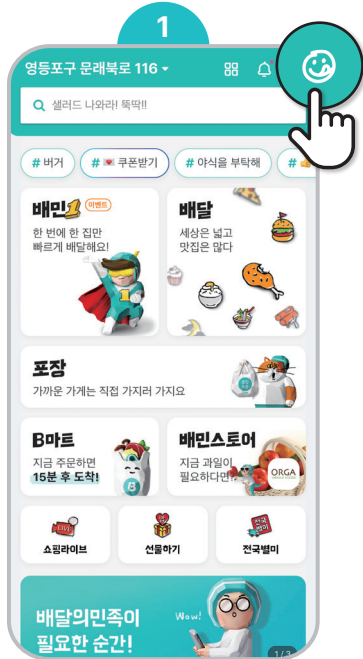 1
영등포구 문래북로 116
샐러드 나와라! 뚝딱!!
# 버거
# 쿠폰받기
# 야식을 부탁해
#
배민1 이벤트
한 번에 한 집만
빠르게 배달해요!
배달
세상은 넓고
맛집은 많다
포장
가까운 가게는 직접 가지러 가지요
B마트
지금 주문하면
15분 후 도착!
배민스토어
지금 과일이
필요하다면!
ORGA
LIVE
쇼핑라이브
선물하기
전국별미
전국별미
배달의민족이
필요한 순간!
Wow!
1/3